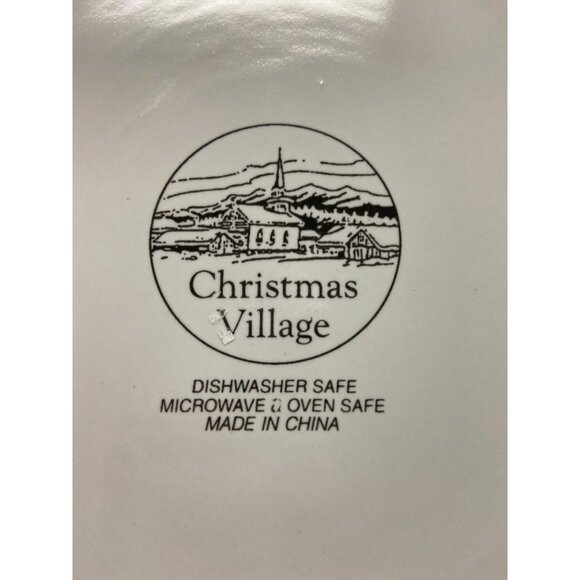 Christmas
Village
DISHWASHER SAFE
MICROWAVE & OVEN SAFE
MADE IN CHINA